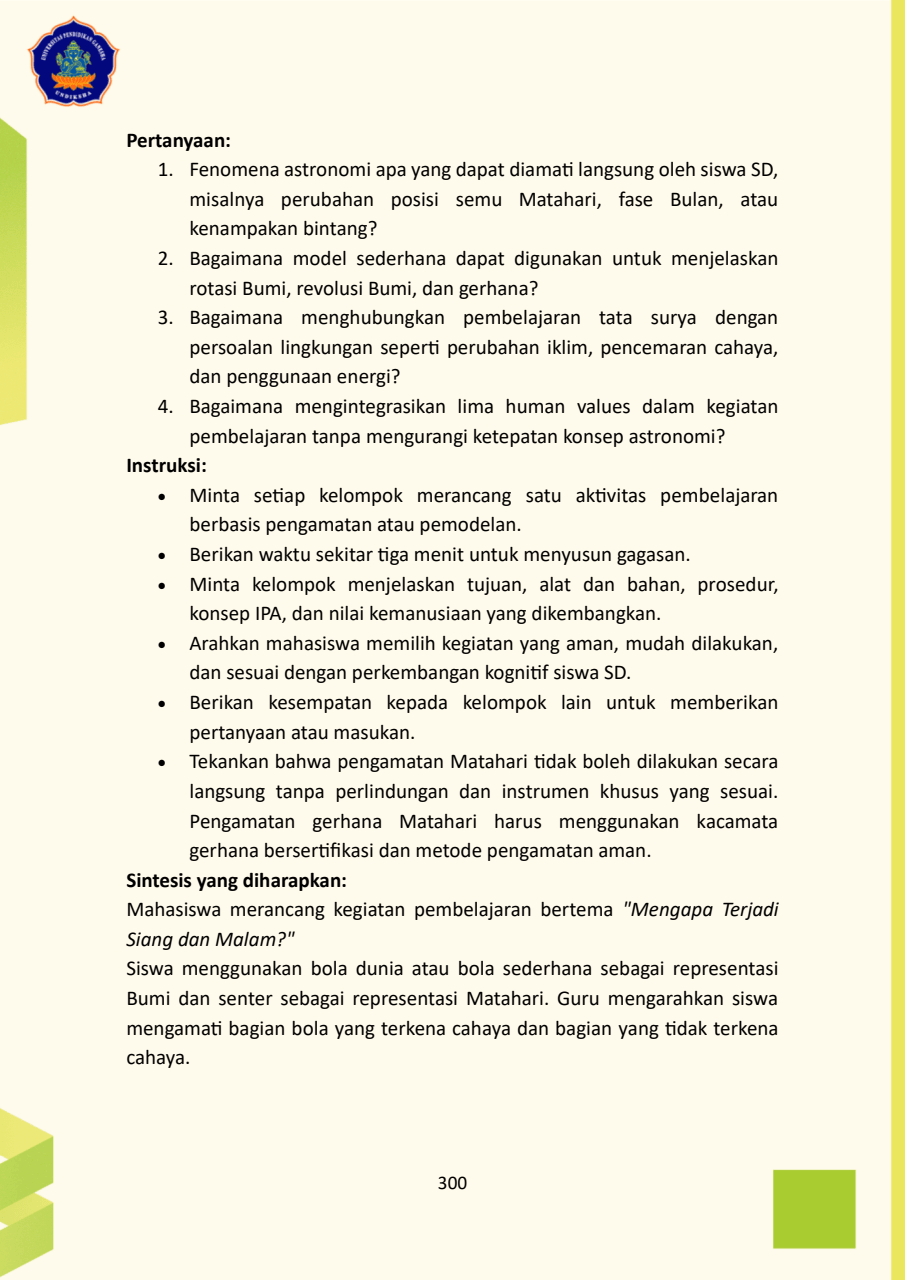 UNIVERSITAS PENDIDIKAN GANESHA
UNDIKSHA
Pertanyaan:
1. Fenomena astronomi apa yang dapat diamati langsung oleh siswa SD,
misalnya perubahan posisi semu Matahari, fase Bulan, atau
kenampakan bintang?
2. Bagaimana model sederhana dapat digunakan untuk menjelaskan
rotasi Bumi, revolusi Bumi, dan gerhana?
3. Bagaimana menghubungkan pembelajaran tata surya dengan
persoalan lingkungan seperti perubahan iklim, pencemaran cahaya,
dan penggunaan energi?
4. Bagaimana mengintegrasikan lima human values dalam kegiatan
pembelajaran tanpa mengurangi ketepatan konsep astronomi?
Instruksi:
• Minta setiap kelompok merancang satu aktivitas pembelajaran
berbasis pengamatan atau pemodelan.
• Berikan waktu sekitar tiga menit untuk menyusun gagasan.
• Minta kelompok menjelaskan tujuan, alat dan bahan, prosedur,
konsep IPA, dan nilai kemanusiaan yang dikembangkan.
• Arahkan mahasiswa memilih kegiatan yang aman, mudah dilakukan,
dan sesuai dengan perkembangan kognitif siswa SD.
• Berikan kesempatan kepada kelompok lain untuk memberikan
pertanyaan atau masukan.
• Tekankan bahwa pengamatan Matahari tidak boleh dilakukan secara
langsung tanpa perlindungan dan instrumen khusus yang sesuai.
Pengamatan gerhana Matahari harus menggunakan kacamata
gerhana bersertifikasi dan metode pengamatan aman.
Sintesis yang diharapkan:
Mahasiswa merancang kegiatan pembelajaran bertema "Mengapa Terjadi
Siang dan Malam?"
Siswa menggunakan bola dunia atau bola sederhana sebagai representasi
Bumi dan senter sebagai representasi Matahari. Guru mengarahkan siswa
mengamati bagian bola yang terkena cahaya dan bagian yang tidak terkena
cahaya.
300